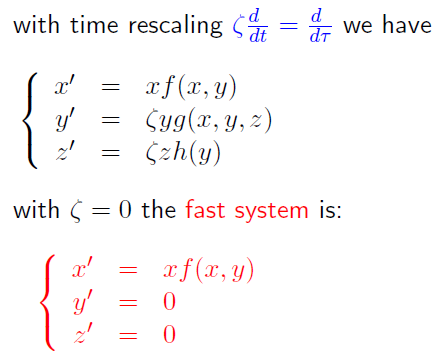 with time rescaling ζ d/dt = d/dτ we have
x′ = xf(x, y)
y′ = ζyg(x, y, z)
z′ = ζzh(y)
with ζ = 0 the fast system is:
x′ = xf(x, y)
y′ = 0
z′ = 0